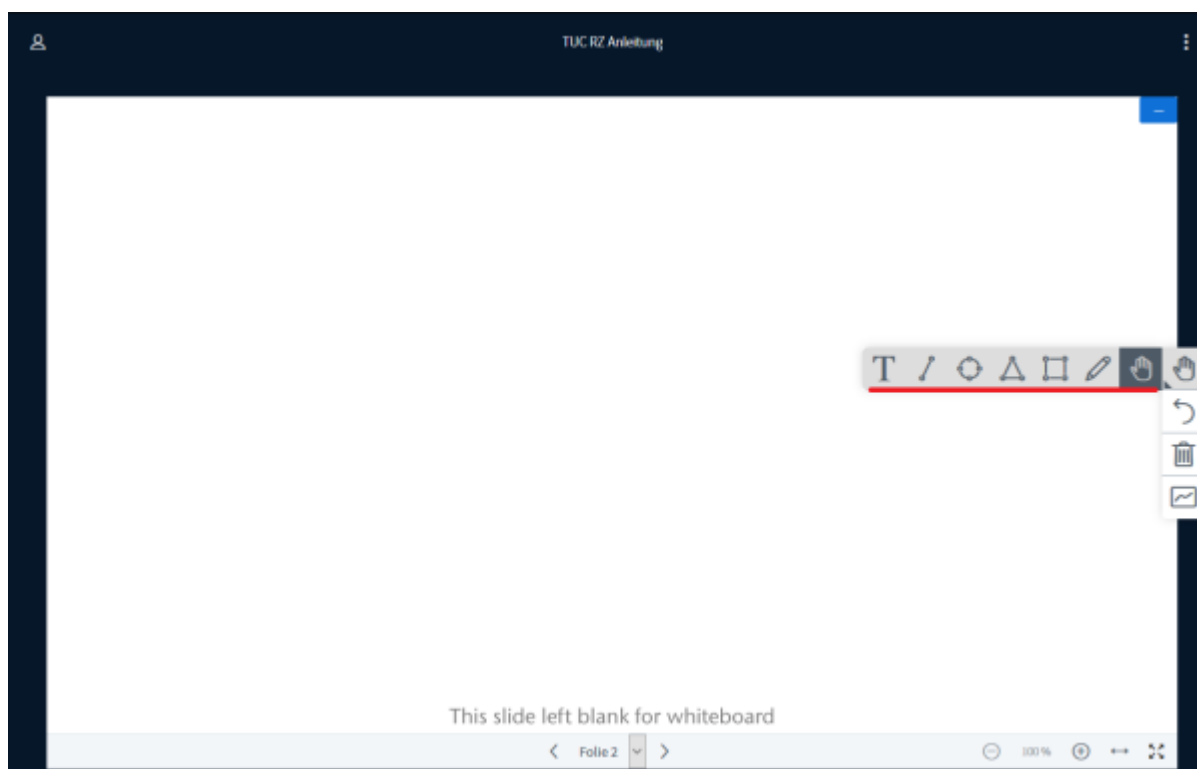 TUC RZ Anleitung
T
This slide left blank for whiteboard
Folie 2
100 %